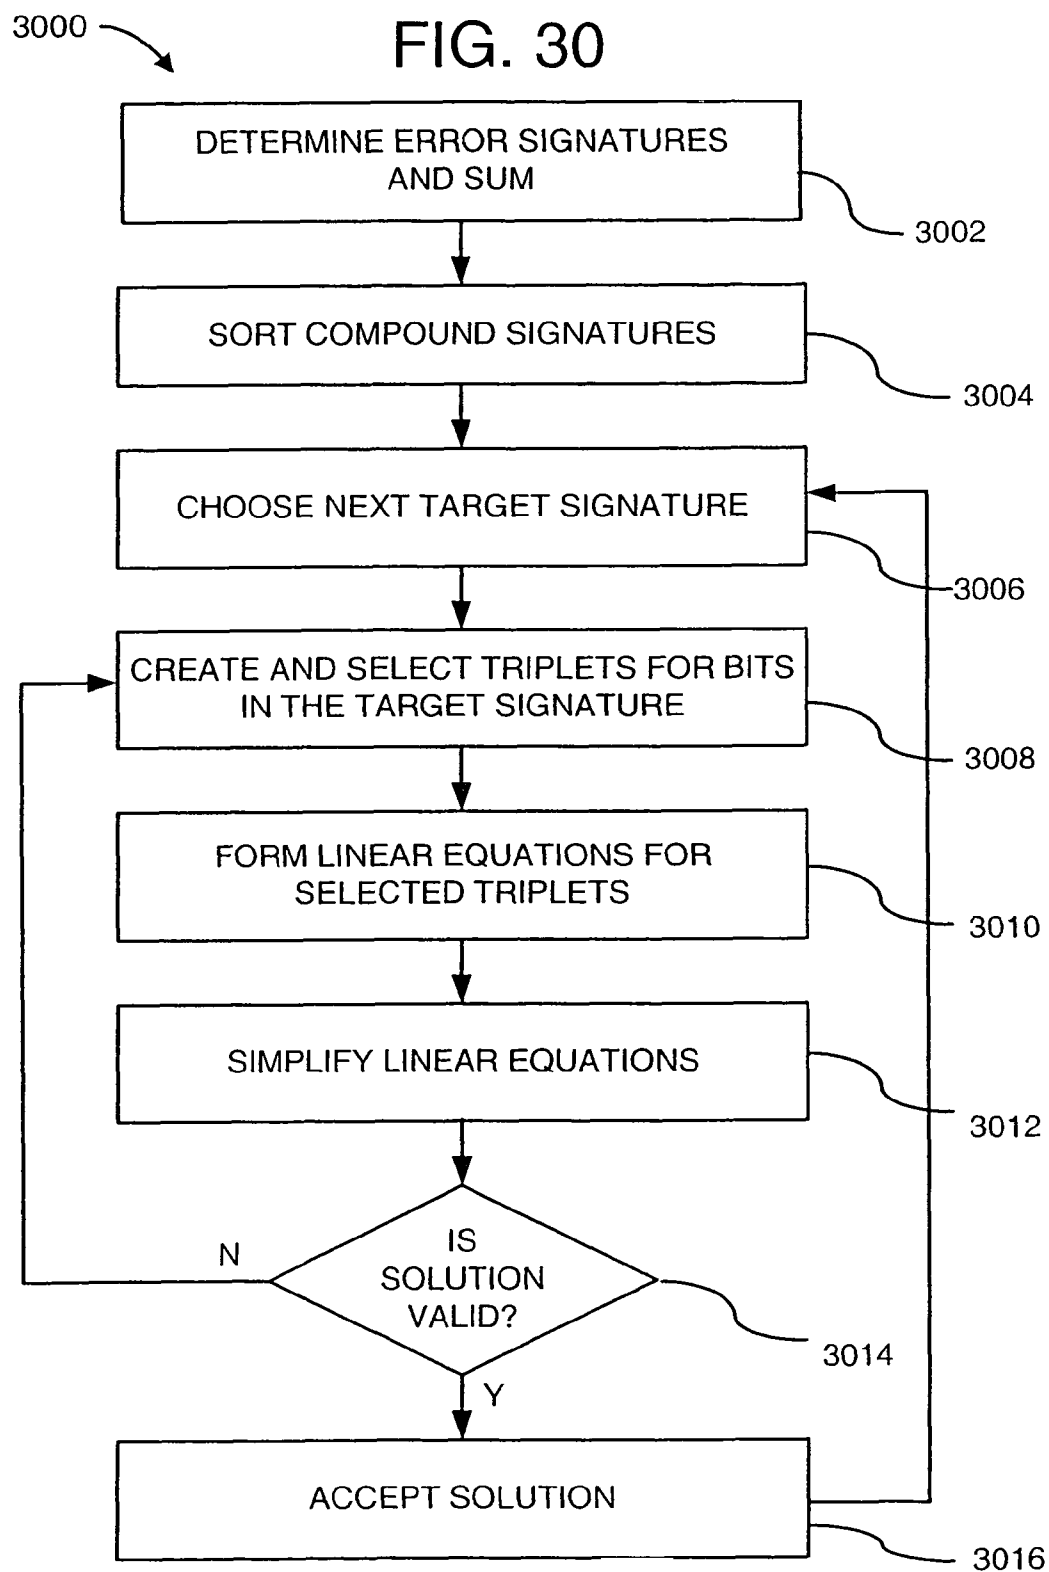 3000
FIG. 30
DETERMINE ERROR SIGNATURES
AND SUM
3002
SORT COMPOUND SIGNATURES
3004
CHOOSE NEXT TARGET SIGNATURE
3006
CREATE AND SELECT TRIPLETS FOR BITS
IN THE TARGET SIGNATURE
3008
FORM LINEAR EQUATIONS FOR
SELECTED TRIPLETS
3010
SIMPLIFY LINEAR EQUATIONS
3012
N
IS
SOLUTION
VALID?
3014
Y
ACCEPT SOLUTION
3016